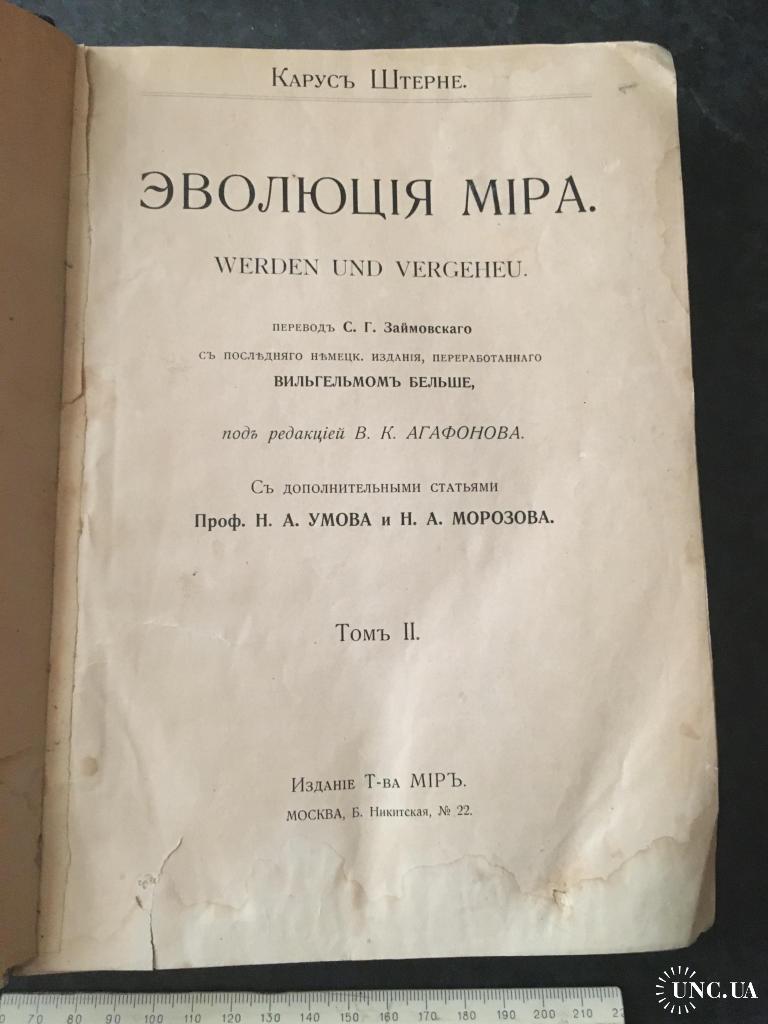 Карусъ Штерне.
ЭВОЛЮЦІЯ МІРА.
WERDEN UND VERGEHEU.
переводъ С. Г. Займовскаго
съ послѣдняго нѣмецк. изданія, переработаннаго
ВИЛЬГЕЛЬМОМЪ БЕЛЬШЕ,
подъ редакціей В. К. АГАФОНОВА.
Съ дополнительными статьями
Проф. Н. А. УМОВА и Н. А. МОРОЗОВА.
Томъ II.
Изданіе Т-ва МІРЪ.
МОСКВА, Б. Никитская, № 22.
70 80 90 100 110 120 130 140 150 160 170 180 190 200 210
UNC.UA